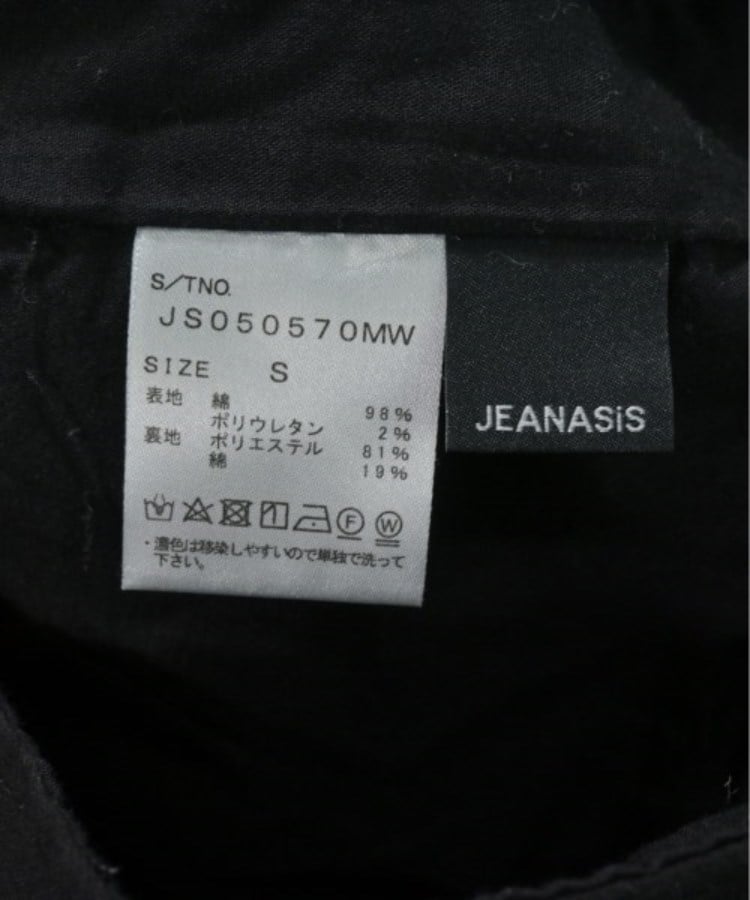 S/TNO.
JS050570MW
SIZE S
表地 綿 98%
ポリウレタン 2%
裏地 ポリエステル 81%
綿 19%
F W
・濃色は移染しやすいので単独で洗って
下さい。
JEANASiS